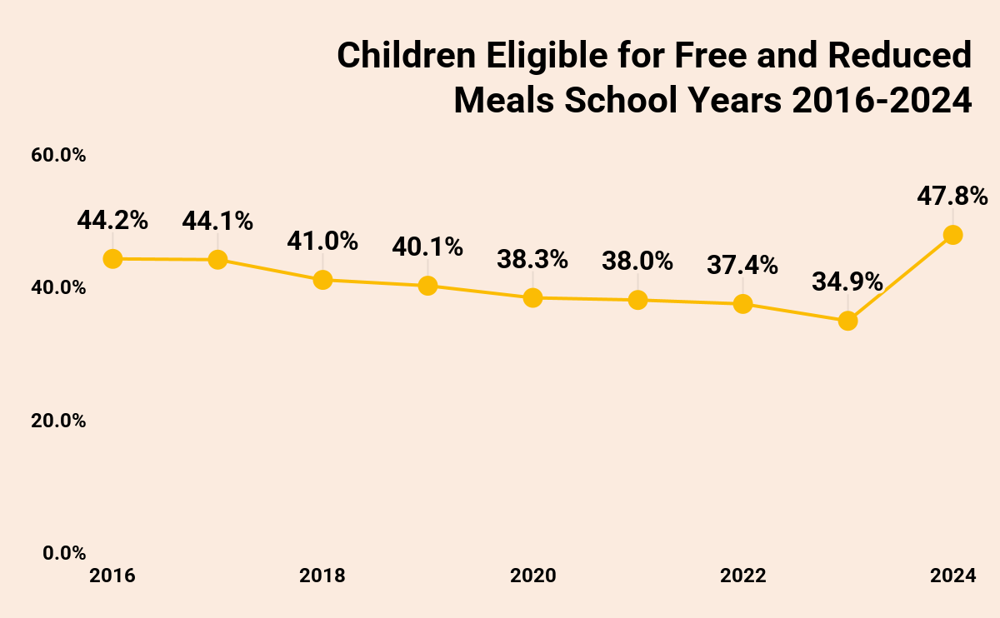 Children Eligible for Free and Reduced
Meals School Years 2016-2024
60.0%
47.8%
44.2% 44.1%
41.0% 40.1%
38.3% 38.0% 37.4%
40.0%
34.9%
20.0%
0.0%
2016 2018 2020 2022 2024